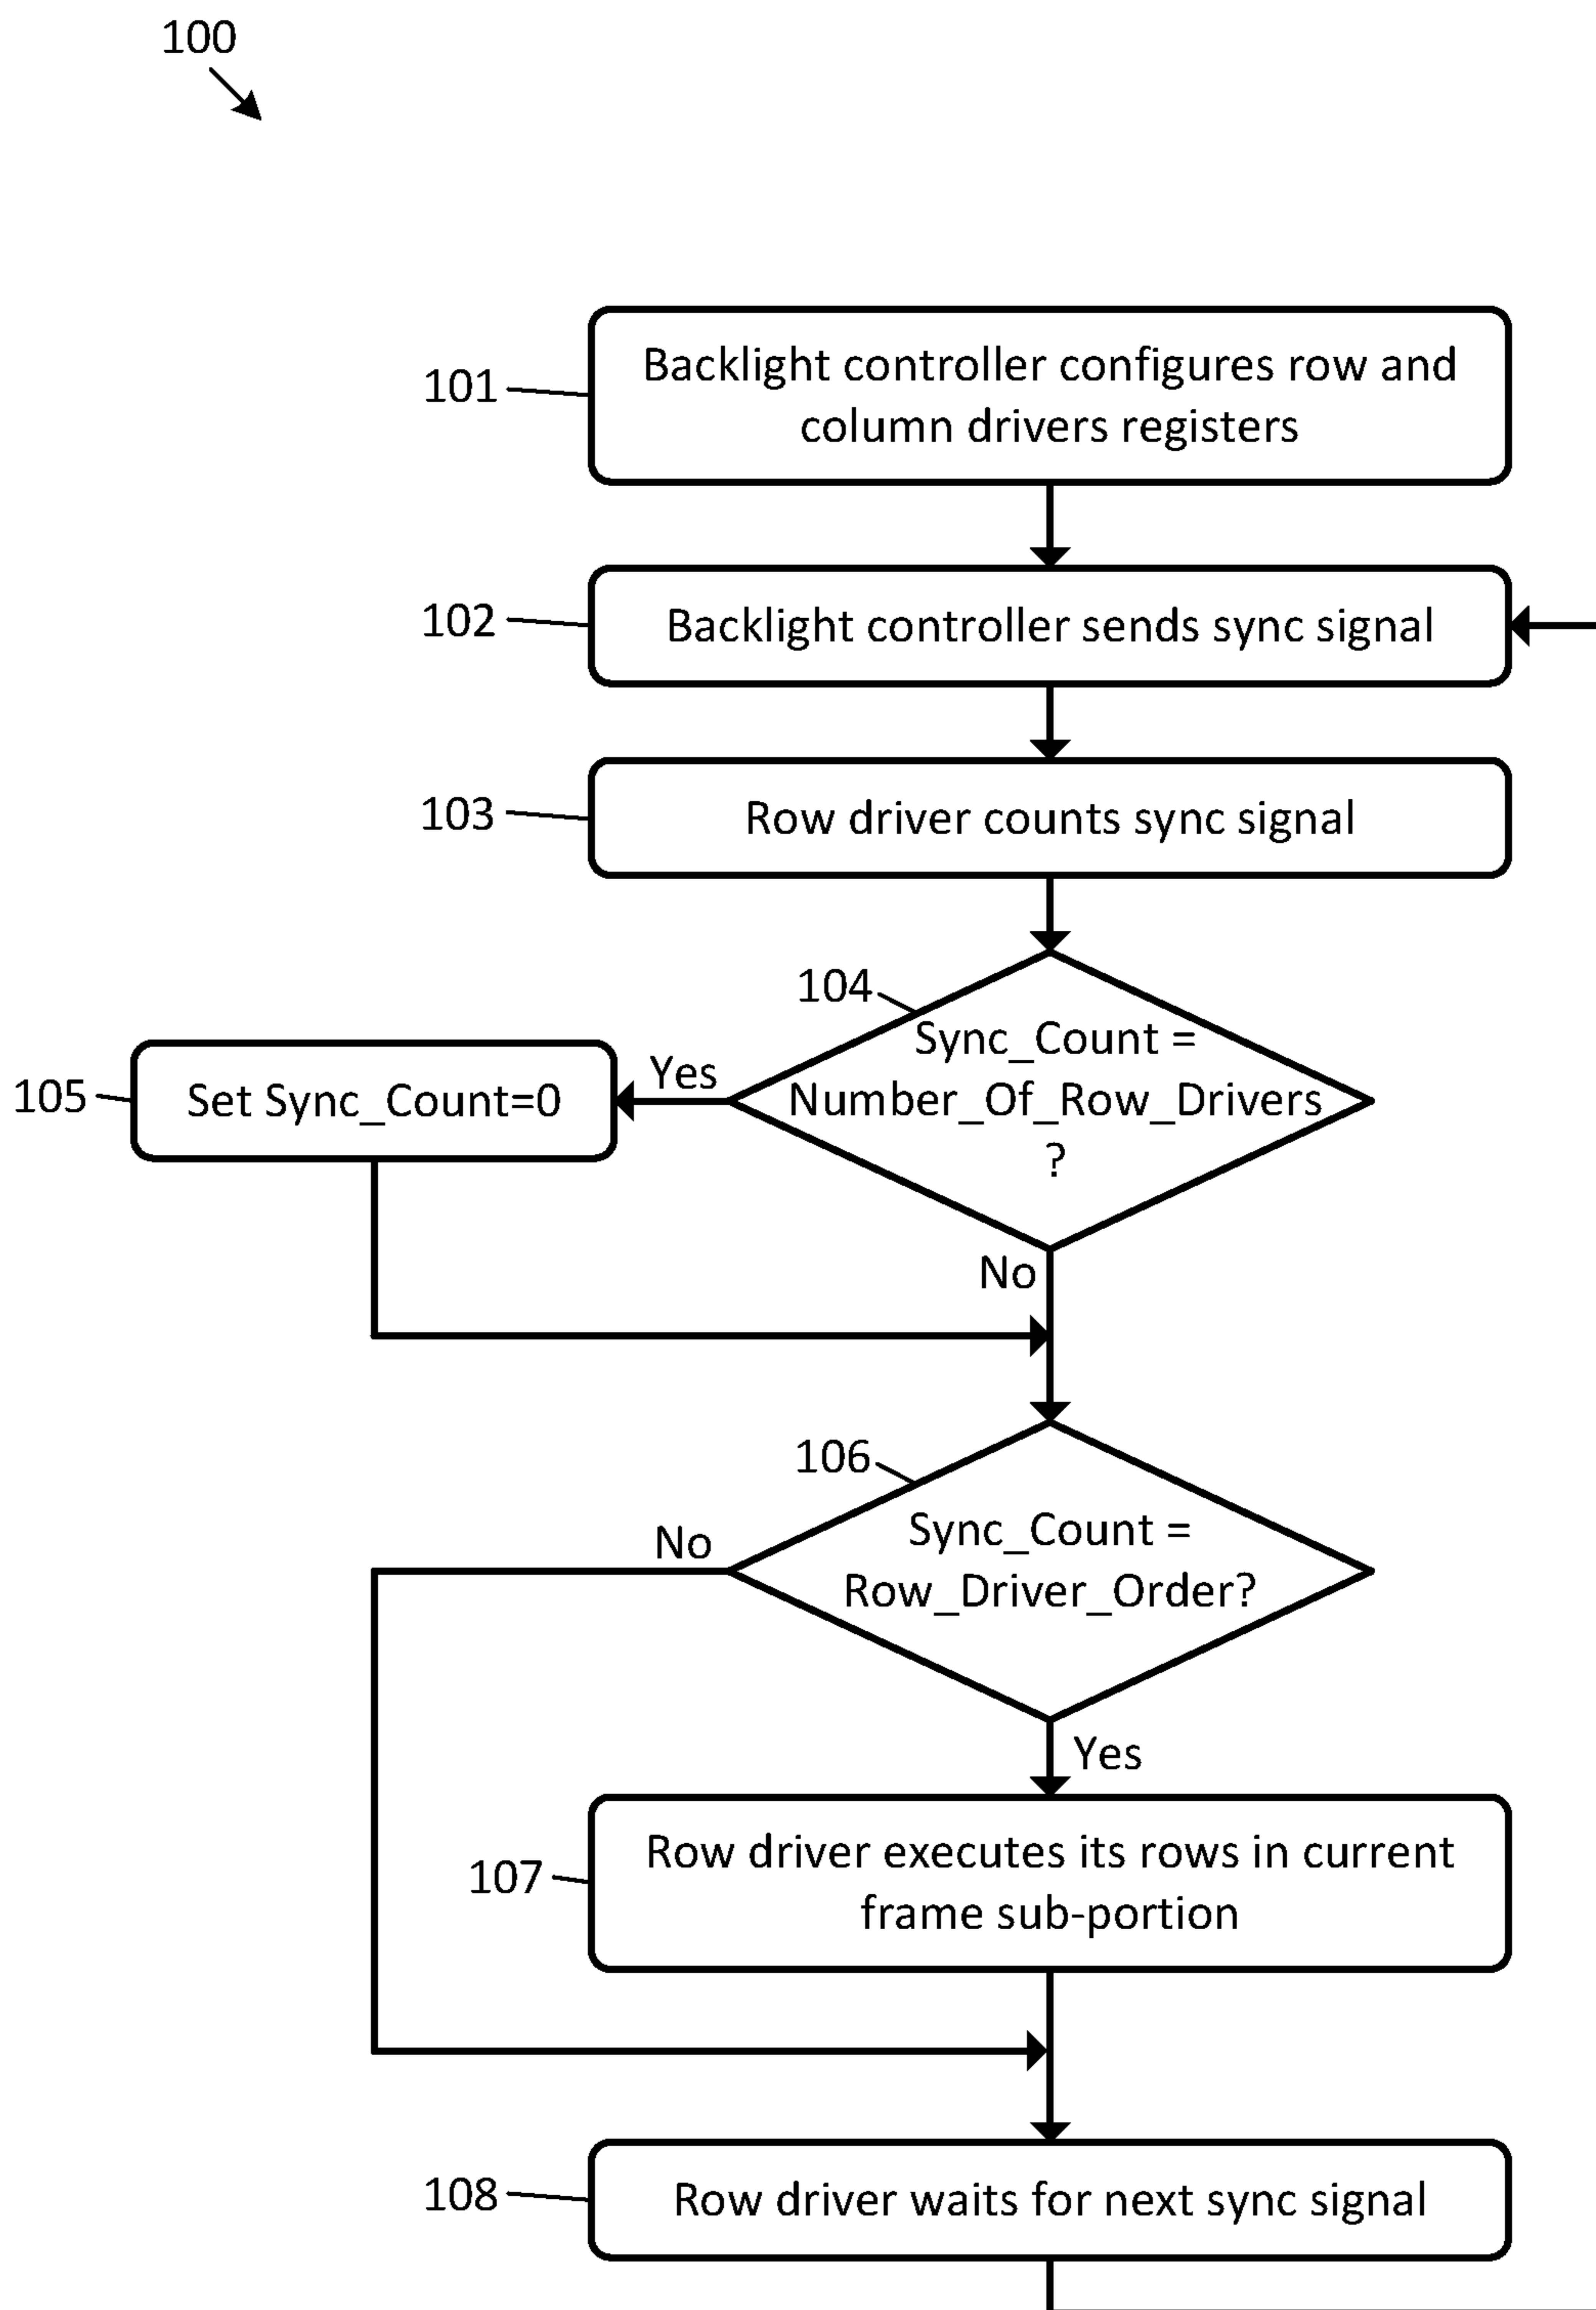 100
101
Backlight controller configures row and
column drivers registers
102
Backlight controller sends sync signal
103
Row driver counts sync signal
104
Sync_Count =
Number_Of_Row_Drivers
?
Yes
105
Set Sync_Count=0
No
106
Sync_Count =
Row_Driver_Order?
No
Yes
107
Row driver executes its rows in current
frame sub-portion
108
Row driver waits for next sync signal